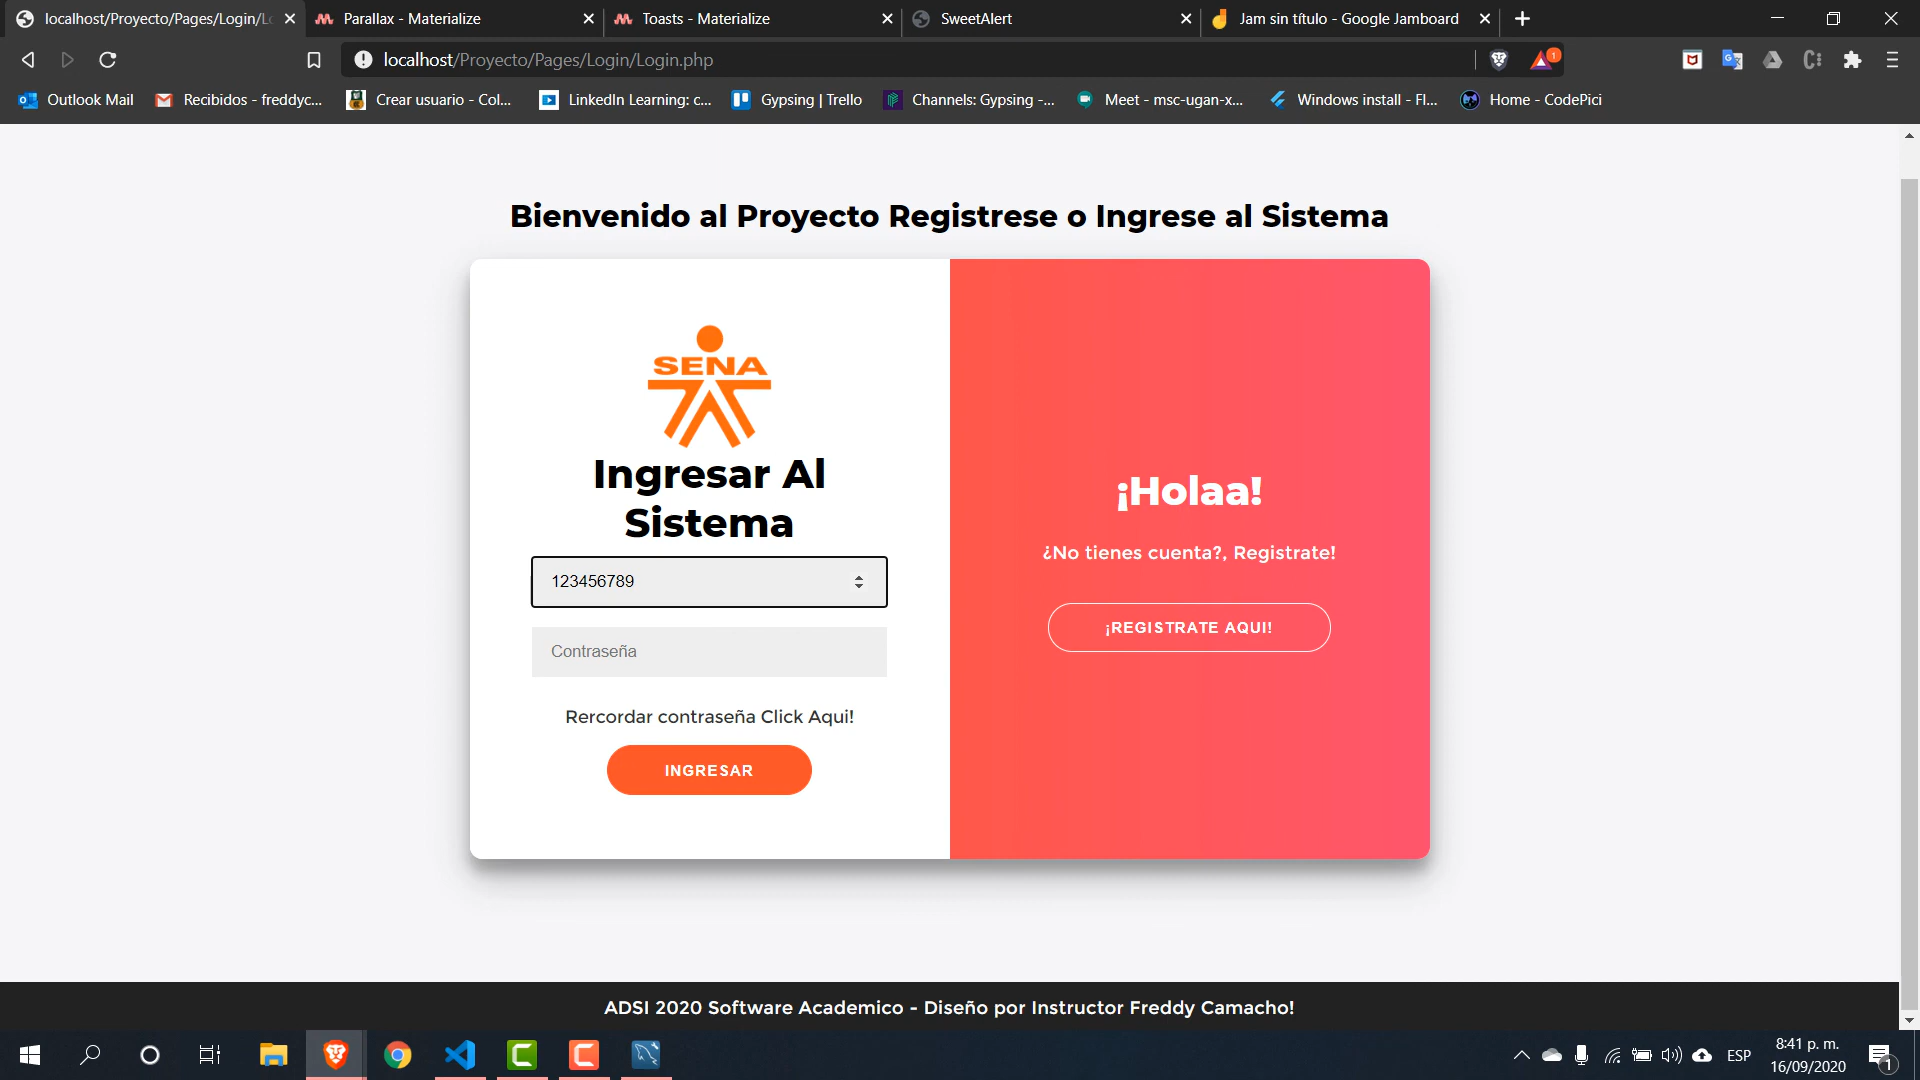 localhost/Proyecto/Pages/Login/Lo
Parallax - Materialize
Toasts - Materialize
SweetAlert
Jam sin título - Google Jamboard
localhost/Proyecto/Pages/Login/Login.php
1
Outlook Mail
Recibidos - freddyc...
Crear usuario - Col...
LinkedIn Learning: c...
Gypsing | Trello
Channels: Gypsing -...
Meet - msc-ugan-x...
Windows install - Fl...
Home - CodePici
Bienvenido al Proyecto Registrese o Ingrese al Sistema
SENA
Ingresar Al
Sistema
123456789
Contraseña
Rercordar contraseña Click Aqui!
INGRESAR
¡Holaa!
¿No tienes cuenta?, Registrate!
¡REGISTRATE AQUI!
ADSI 2020 Software Academico - Diseño por Instructor Freddy Camacho!
ESP
8:41 p. m.
16/09/2020
1